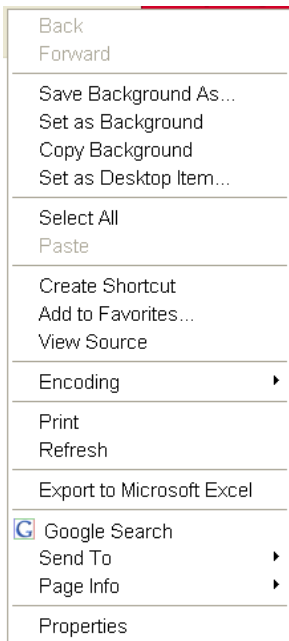 Back
Forward
Save Background As...
Set as Background
Copy Background
Set as Desktop Item...
Select All
Paste
Create Shortcut
Add to Favorites...
View Source
Encoding
Print
Refresh
Export to Microsoft Excel
G Google Search
Send To
Page Info
Properties